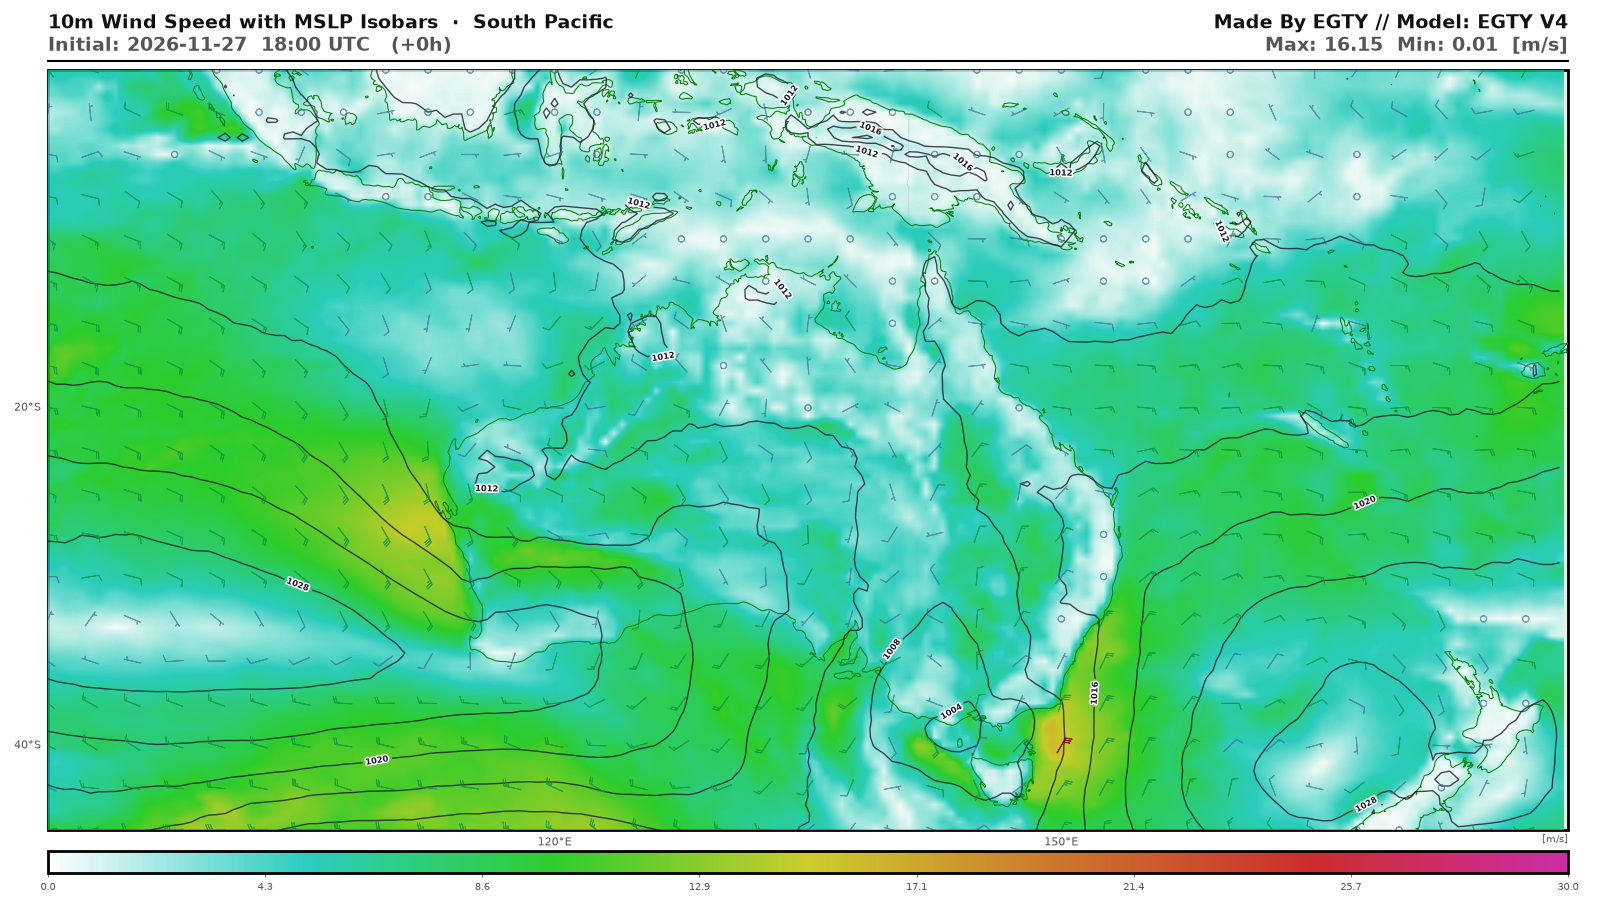 10m Wind Speed with MSLP Isobars · South Pacific
Made By EGTY // Model: EGTY V4
Initial: 2026-11-27 18:00 UTC (+0h)
Max: 16.15 Min: 0.01 [m/s]
1012
1012
1016
1012
1016
1012
1012
1012
1012
1012
20°S
1012
1020
1028
1008
1016
1004
40°S
1020
1028
120°E
150°E
[m/s]
0.0
4.3
8.6
12.9
17.1
21.4
25.7
30.0